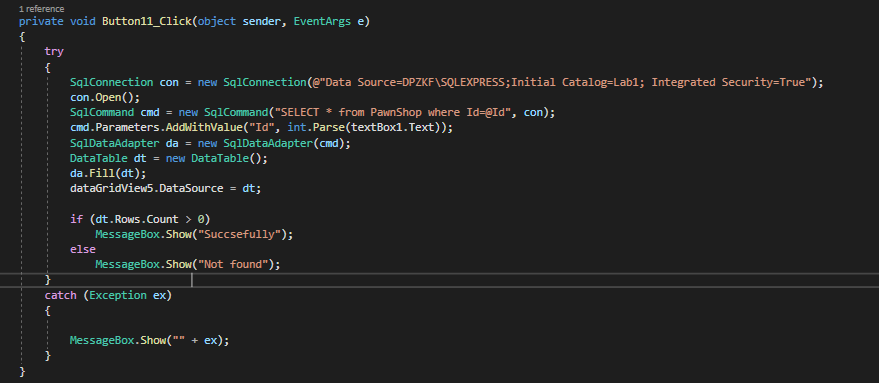 1 reference
private void Button11_Click(object sender, EventArgs e)
{
try
{
SqlConnection con = new SqlConnection(@"Data Source=DPZKF\SQLEXPRESS;Initial Catalog=Lab1; Integrated Security=True");
con.Open();
SqlCommand cmd = new SqlCommand("SELECT * from PawnShop where Id=@Id", con);
cmd.Parameters.AddWithValue("Id", int.Parse(textBox1.Text));
SqlDataAdapter da = new SqlDataAdapter(cmd);
DataTable dt = new DataTable();
da.Fill(dt);
dataGridView5.DataSource = dt;
if (dt.Rows.Count > 0)
MessageBox.Show("Succsefully");
else
MessageBox.Show("Not found");
}
catch (Exception ex)
{
MessageBox.Show("" + ex);
}
}